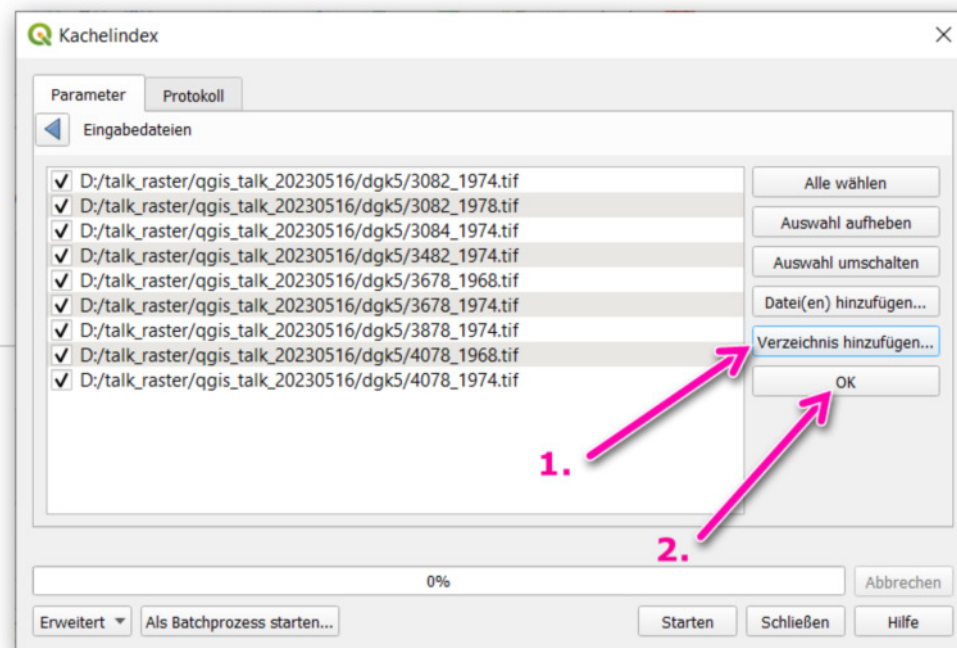 Kachelindex
Parameter Protokoll
Eingabedateien
D:/talk_raster/qgis_talk_20230516/dgk5/3082_1974.tif
D:/talk_raster/qgis_talk_20230516/dgk5/3082_1978.tif
D:/talk_raster/qgis_talk_20230516/dgk5/3084_1974.tif
D:/talk_raster/qgis_talk_20230516/dgk5/3482_1974.tif
D:/talk_raster/qgis_talk_20230516/dgk5/3678_1968.tif
D:/talk_raster/qgis_talk_20230516/dgk5/3678_1974.tif
D:/talk_raster/qgis_talk_20230516/dgk5/3878_1974.tif
D:/talk_raster/qgis_talk_20230516/dgk5/4078_1968.tif
D:/talk_raster/qgis_talk_20230516/dgk5/4078_1974.tif
Alle wählen
Auswahl aufheben
Auswahl umschalten
Datei(en) hinzufügen...
Verzeichnis hinzufügen...
OK
1.
2.
0%
Abbrechen
Erweitert Als Batchprozess starten... Starten Schließen Hilfe